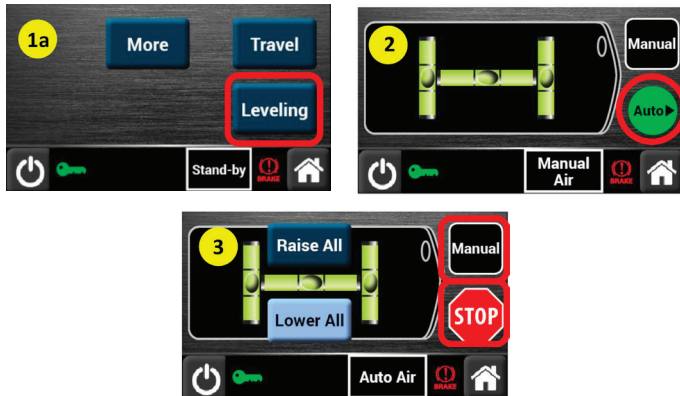 1a
More
Travel
Leveling
Stand-by
BRAKE
2
Manual
Auto
Manual
Air
BRAKE
3
Raise All
Manual
Lower All
STOP
Auto Air
BRAKE